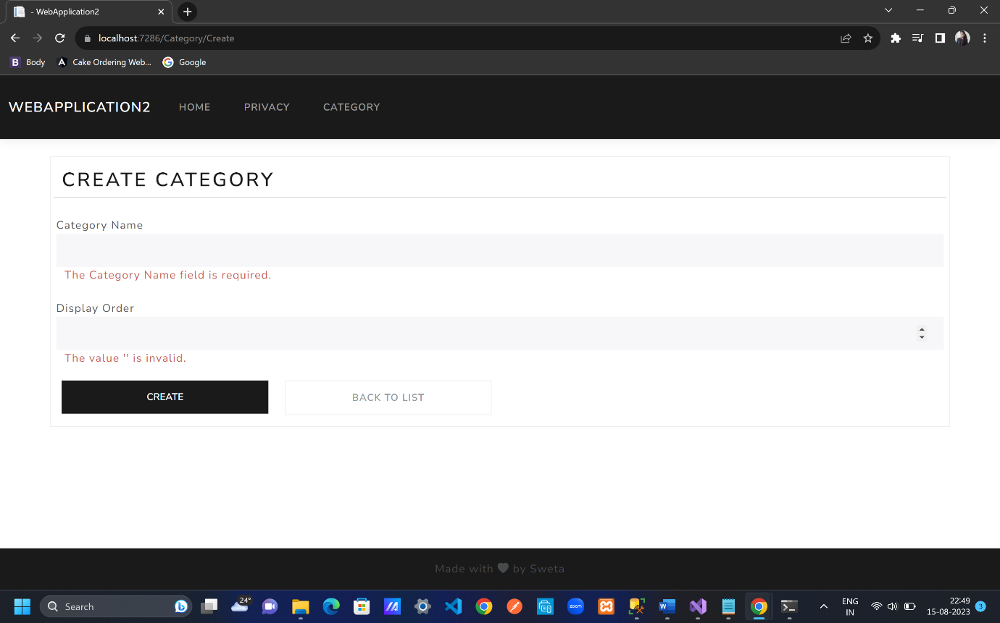 - WebApplication2
localhost:7286/Category/Create
B Body
Cake Ordering Web...
Google
WEBAPPLICATION2 HOME PRIVACY CATEGORY
CREATE CATEGORY
Category Name
The Category Name field is required.
Display Order
The value '' is invalid.
CREATE BACK TO LIST
Made with by Sweta
24°
Search
zoom
W
ENG
IN
22:49
15-08-2023
3